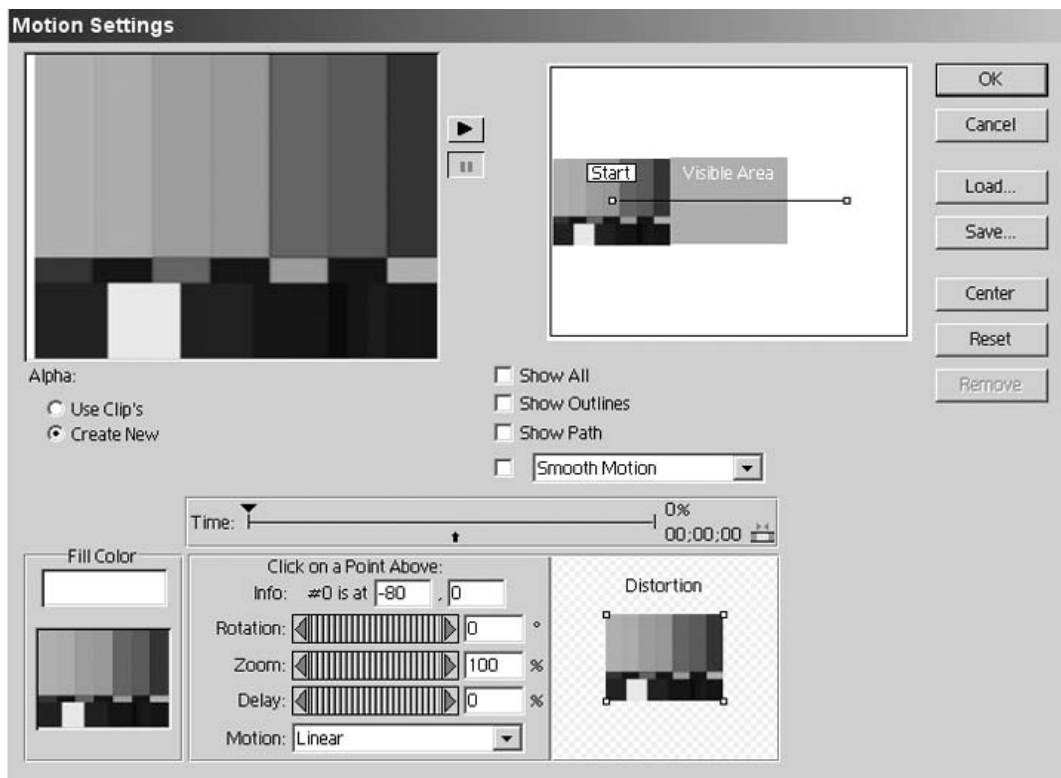 Motion Settings
Start
Visible Area
OK
Cancel
Load...
Save...
Center
Reset
Remove
Alpha:
Use Clip's
Create New
Show All
Show Outlines
Show Path
Smooth Motion
Time:
0%
00;00;00
Fill Color
Click on a Point Above:
Info: #0 is at -80 , 0
Rotation: 0 °
Zoom: 100 %
Delay: 0 %
Motion: Linear
Distortion